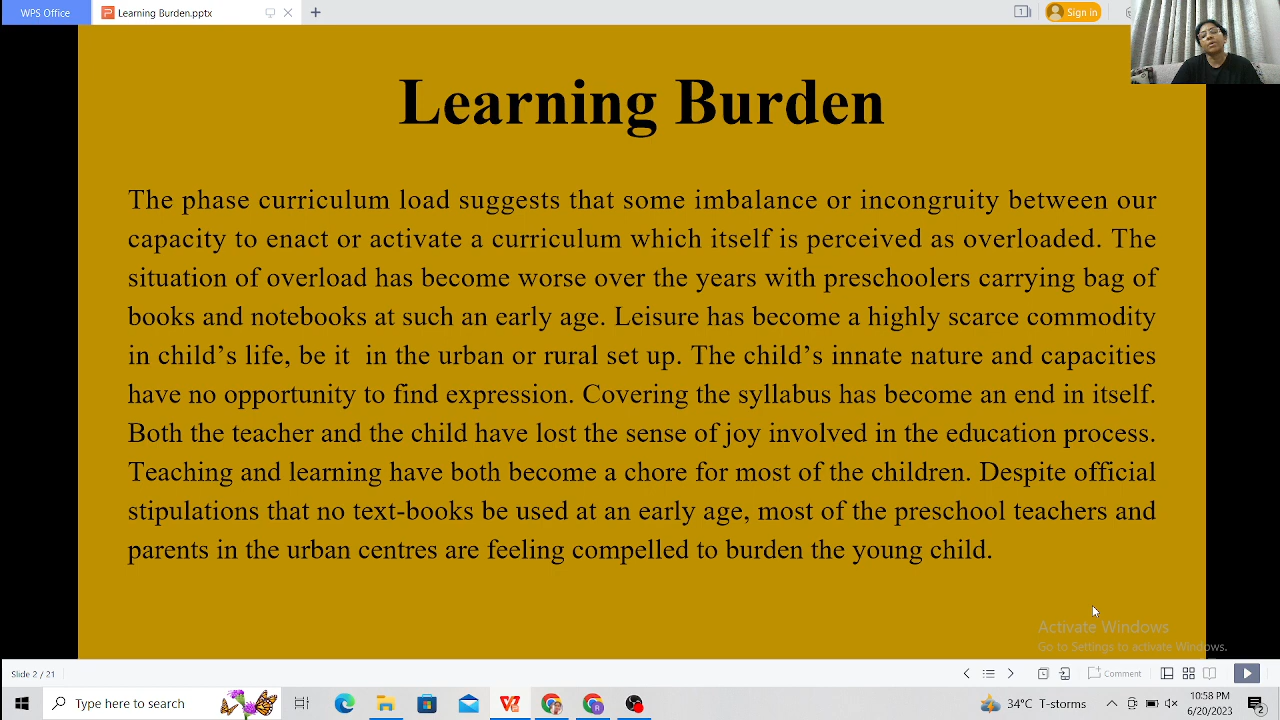 WPS Office
Learning Burden.pptx
1
Sign in
Learning Burden
The phase curriculum load suggests that some imbalance or incongruity between our
capacity to enact or activate a curriculum which itself is perceived as overloaded. The
situation of overload has become worse over the years with preschoolers carrying bag of
books and notebooks at such an early age. Leisure has become a highly scarce commodity
in child's life, be it in the urban or rural set up. The child's innate nature and capacities
have no opportunity to find expression. Covering the syllabus has become an end in itself.
Both the teacher and the child have lost the sense of joy involved in the education process.
Teaching and learning have both become a chore for most of the children. Despite official
stipulations that no text-books be used at an early age, most of the preschool teachers and
parents in the urban centres are feeling compelled to burden the young child.
Activate Windows
Go to Settings to activate Windows.
Slide 2 / 21
Comment
Type here to search
34°C T-storms
10:58 PM
6/20/2023
2